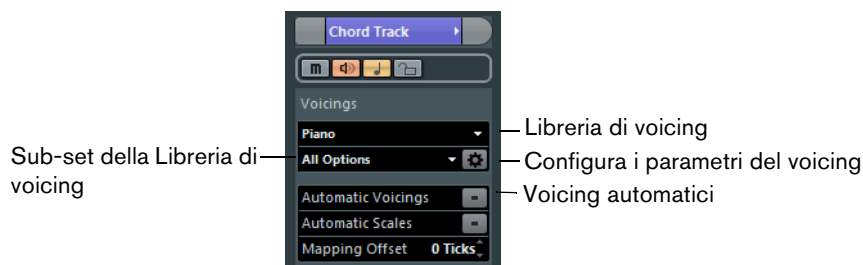 Chord Track
m
Voicings
Piano
Libreria di voicing
Sub-set della Libreria di
voicing
All Options
Configura i parametri del voicing
Automatic Voicings
Voicing automatici
Automatic Scales
Mapping Offset 0 Ticks